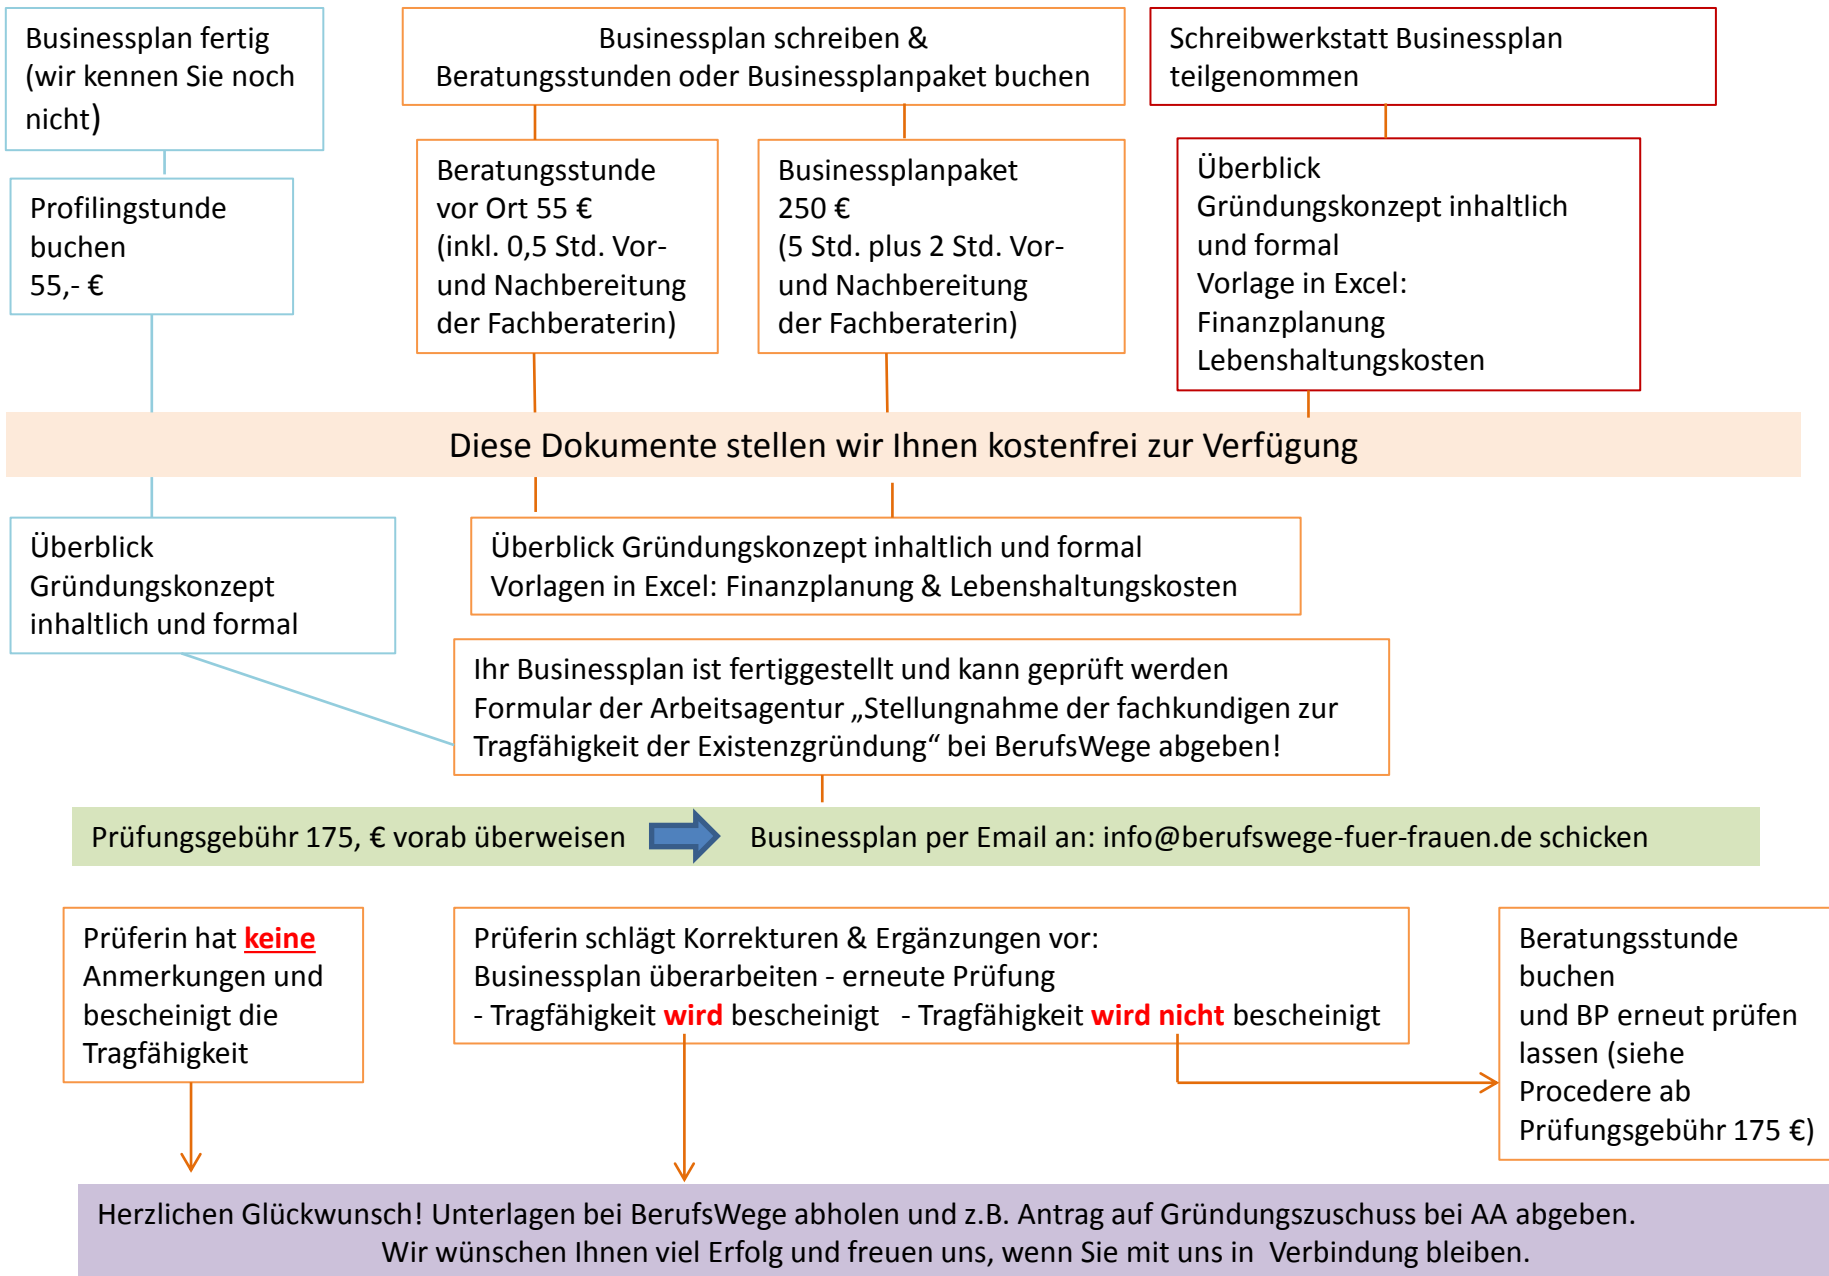 Businessplan fertig
(wir kennen Sie noch
nicht)
Businessplan schreiben &
Beratungsstunden oder Businessplanpaket buchen
Schreibwerkstatt Businessplan
teilgenommen
Profilingstunde
buchen
55,- €
Beratungsstunde
vor Ort 55 €
(inkl. 0,5 Std. Vor-
und Nachbereitung
der Fachberaterin)
Businessplanpaket
250 €
(5 Std. plus 2 Std. Vor-
und Nachbereitung
der Fachberaterin)
Überblick
Gründungskonzept inhaltlich
und formal
Vorlage in Excel:
Finanzplanung
Lebenshaltungskosten
Diese Dokumente stellen wir Ihnen kostenfrei zur Verfügung
Überblick
Gründungskonzept
inhaltlich und formal
Überblick Gründungskonzept inhaltlich und formal
Vorlagen in Excel: Finanzplanung & Lebenshaltungskosten
Ihr Businessplan ist fertiggestellt und kann geprüft werden
Formular der Arbeitsagentur „Stellungnahme der fachkundigen zur
Tragfähigkeit der Existenzgründung“ bei BerufsWege abgeben!
Prüfungsgebühr 175, € vorab überweisen
Businessplan per Email an: info@berufswege-fuer-frauen.de schicken
Prüferin hat keine
Anmerkungen und
bescheinigt die
Tragfähigkeit
Prüferin schlägt Korrekturen & Ergänzungen vor:
Businessplan überarbeiten - erneute Prüfung
- Tragfähigkeit wird bescheinigt - Tragfähigkeit wird nicht bescheinigt
Beratungsstunde
buchen
und BP erneut prüfen
lassen (siehe
Procedere ab
Prüfungsgebühr 175 €)
Herzlichen Glückwunsch! Unterlagen bei BerufsWege abholen und z.B. Antrag auf Gründungszuschuss bei AA abgeben.
Wir wünschen Ihnen viel Erfolg und freuen uns, wenn Sie mit uns in Verbindung bleiben.